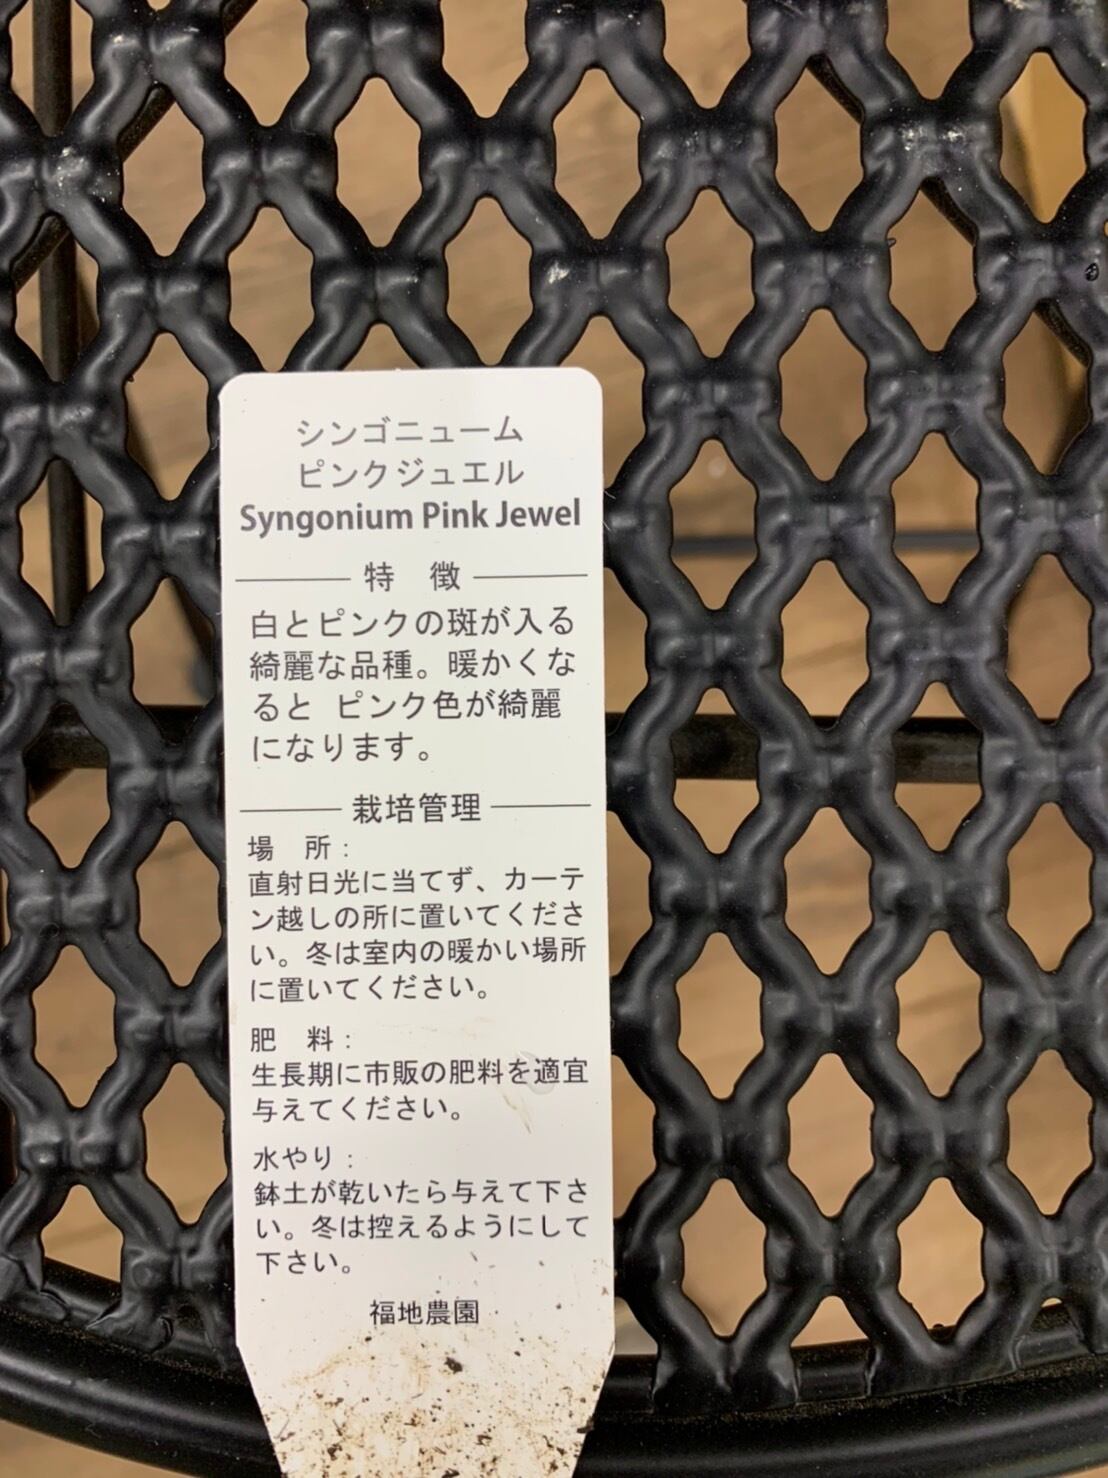 シンゴニューム
ピンクジュエル
Syngonium Pink Jewel
特　徴
白とピンクの斑が入る
綺麗な品種。暖かくな
ると ピンク色が綺麗
になります。
栽培管理
場　所：
直射日光に当てず、カーテ
ン越しの所に置いてくださ
い。冬は室内の暖かい場所
に置いてください。
肥　料：
生長期に市販の肥料を適宜
与えてください。
水やり：
鉢土が乾いたら与えて下さ
い。冬は控えるようにして
下さい。
福地農園